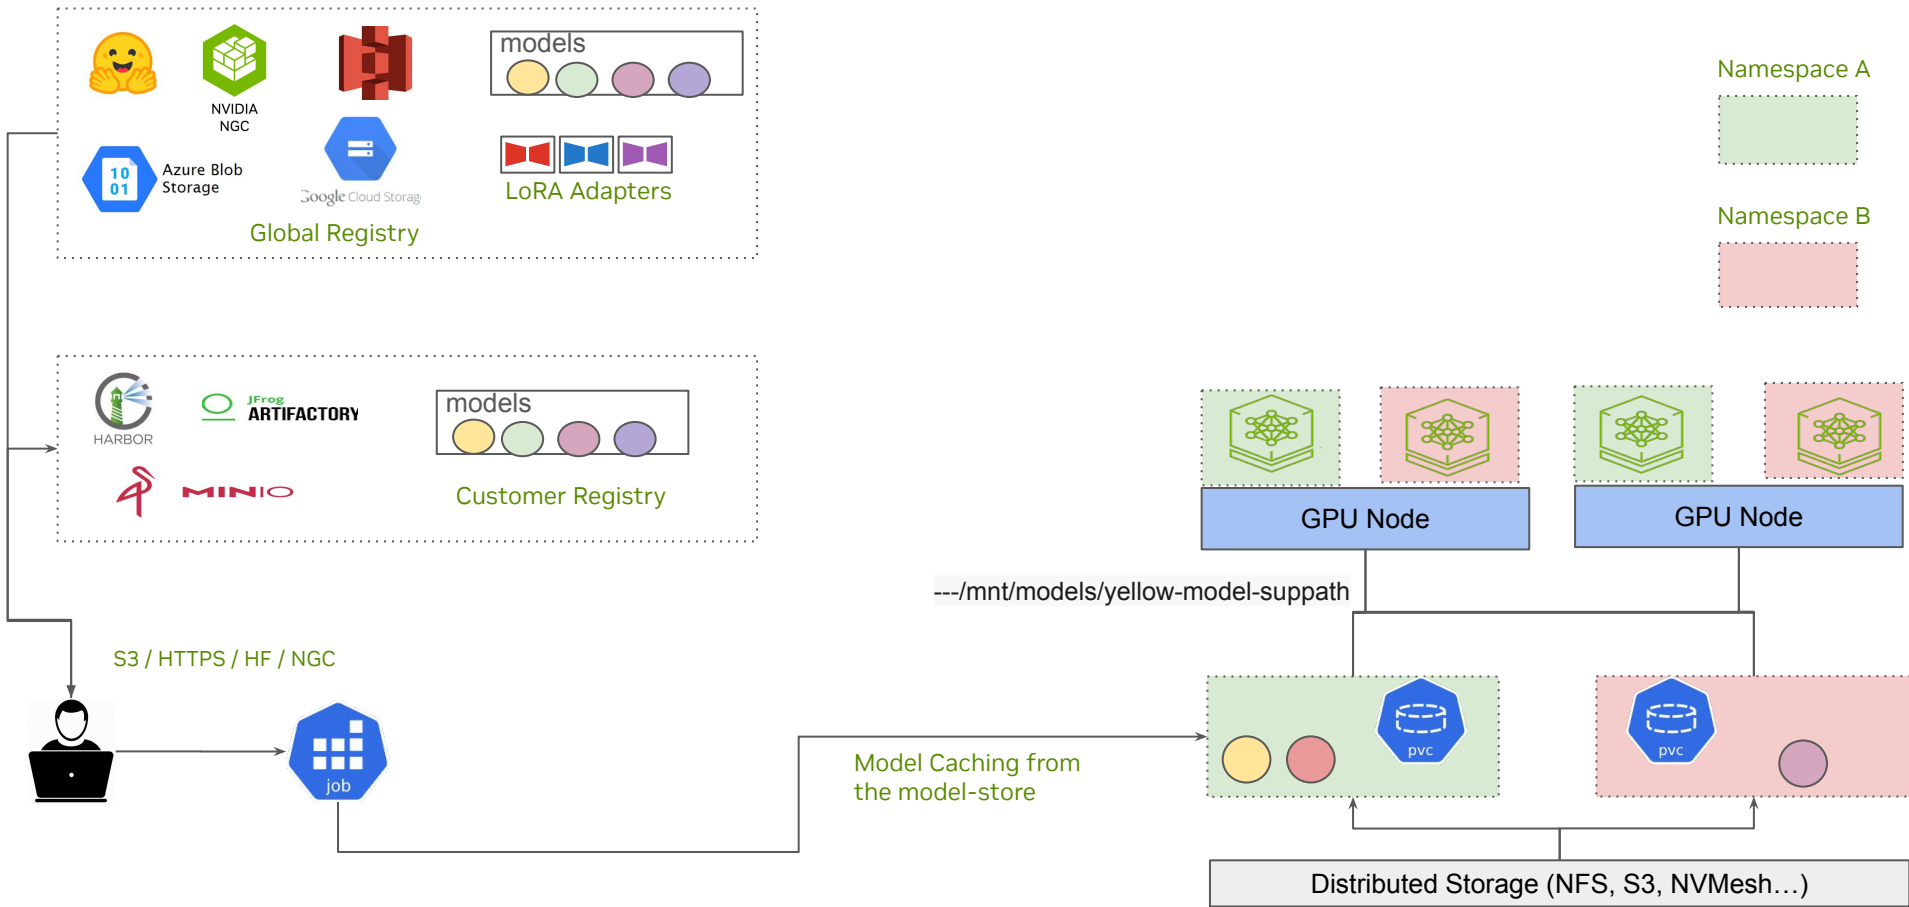 models
NVIDIA
NGC
10
01
Azure Blob
Storage
Google Cloud Storag
LoRA Adapters
Global Registry
Namespace A
Namespace B
HARBOR
JFrog
ARTIFACTORY
models
MINIO
Customer Registry
GPU Node
GPU Node
---/mnt/models/yellow-model-suppath
S3 / HTTPS / HF / NGC
job
Model Caching from
the model-store
pvc
pvc
Distributed Storage (NFS, S3, NVMesh…)